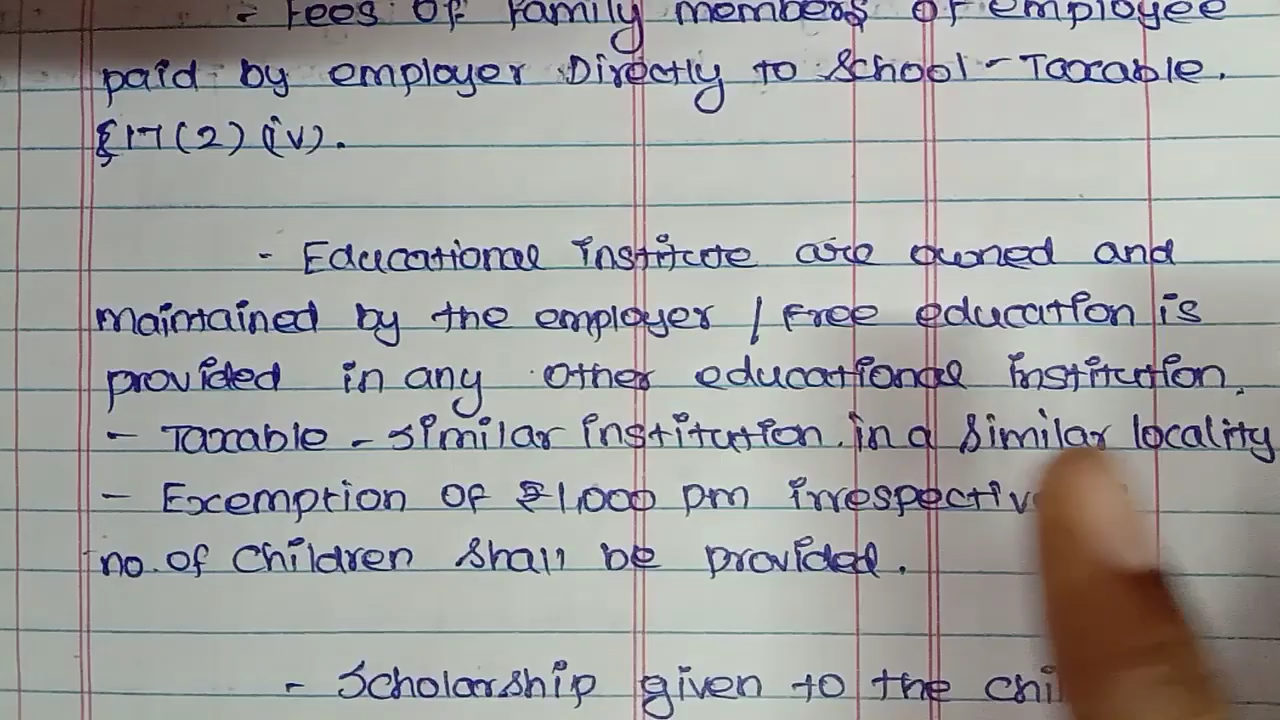 - Fees of Family members of employee
paid by employer Directly to School - Taxable.
§17(2)(iv).
- Educational institute are owned and
maintained by the employer / Free education is
provided in any other educational institution.
- Taxable - similar institution in a similar locality
- Exemption of ₹1,000 pm irrespective
no. of children shall be provided.
- Scholarship given to the chi